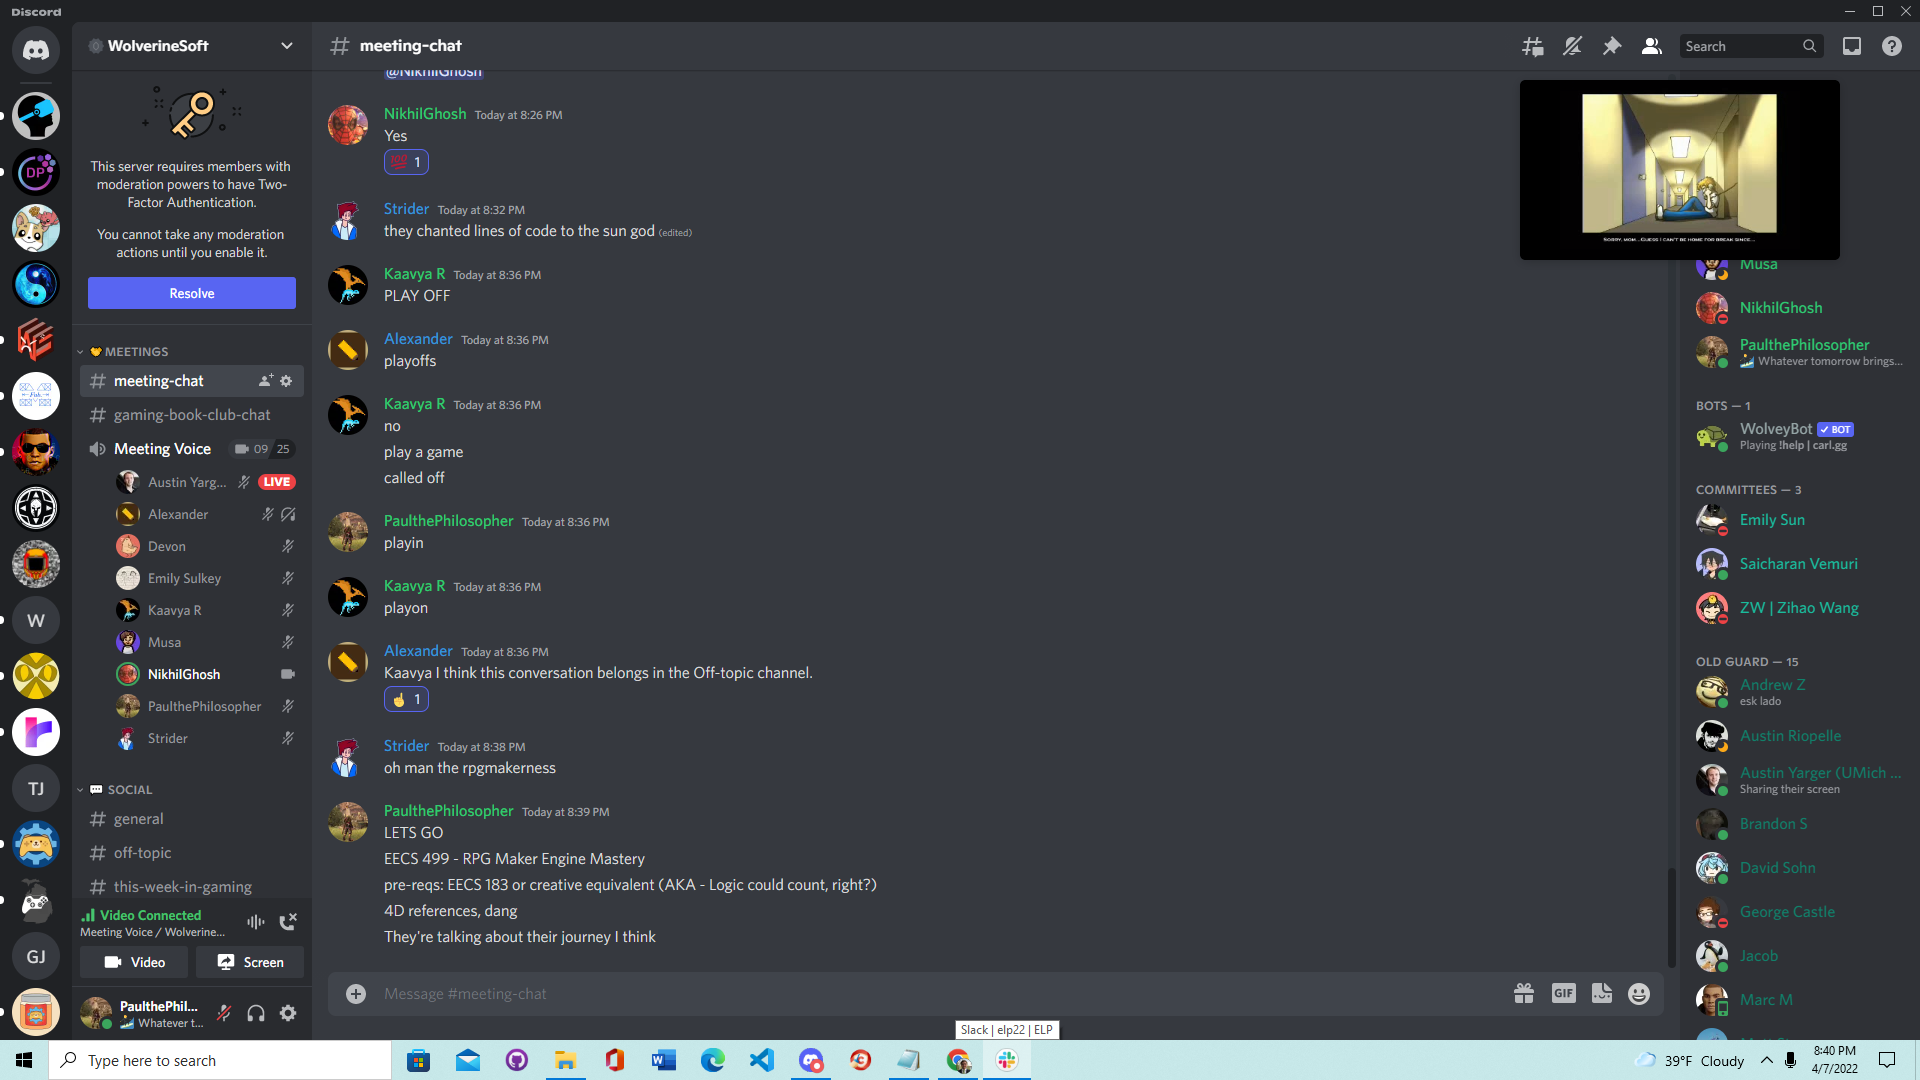 Discord
WolverineSoft
This server requires members with
moderation powers to have Two-
Factor Authentication.
You cannot take any moderation
actions until you enable it.
Resolve
MEETINGS
meeting-chat
gaming-book-club-chat
Meeting Voice 09 25
Austin Yarg... LIVE
Alexander
Devon
Emily Sulkey
Kaavya R
Musa
NikhilGhosh
PaulthePhilosopher
Strider
SOCIAL
general
off-topic
this-week-in-gaming
Video Connected
Meeting Voice / Wolverine...
Video Screen
PaulthePhil...
Whatever t...
DP
W
TJ
GJ
meeting-chat
Search
@NikhilGhosh
NikhilGhosh Today at 8:26 PM
Yes
100 1
Strider Today at 8:32 PM
they chanted lines of code to the sun god (edited)
Kaavya R Today at 8:36 PM
PLAY OFF
Alexander Today at 8:36 PM
playoffs
Kaavya R Today at 8:36 PM
no
play a game
called off
PaulthePhilosopher Today at 8:36 PM
playin
Kaavya R Today at 8:36 PM
playon
Alexander Today at 8:36 PM
Kaavya I think this conversation belongs in the Off-topic channel.
1
Strider Today at 8:38 PM
oh man the rpgmakerness
PaulthePhilosopher Today at 8:39 PM
LETS GO
EECS 499 - RPG Maker Engine Mastery
pre-reqs: EECS 183 or creative equivalent (AKA - Logic could count, right?)
4D references, dang
They're talking about their journey I think
Message #meeting-chat
GIF
Slack | elp22 | ELP
SORRY, MOM...GUESS I CAN'T BE HOME FOR BREAK SINCE...
Musa
NikhilGhosh
PaulthePhilosopher
Whatever tomorrow brings...
BOTS — 1
WolveyBot BOT
Playing !help | carl.gg
COMMITTEES — 3
Emily Sun
Saicharan Vemuri
ZW | Zihao Wang
OLD GUARD — 15
Andrew Z
esk lado
Austin Riopelle
Austin Yarger (UMich ...
Sharing their screen
Brandon S
David Sohn
George Castle
Jacob
Marc M
Type here to search
39°F Cloudy
8:40 PM
4/7/2022